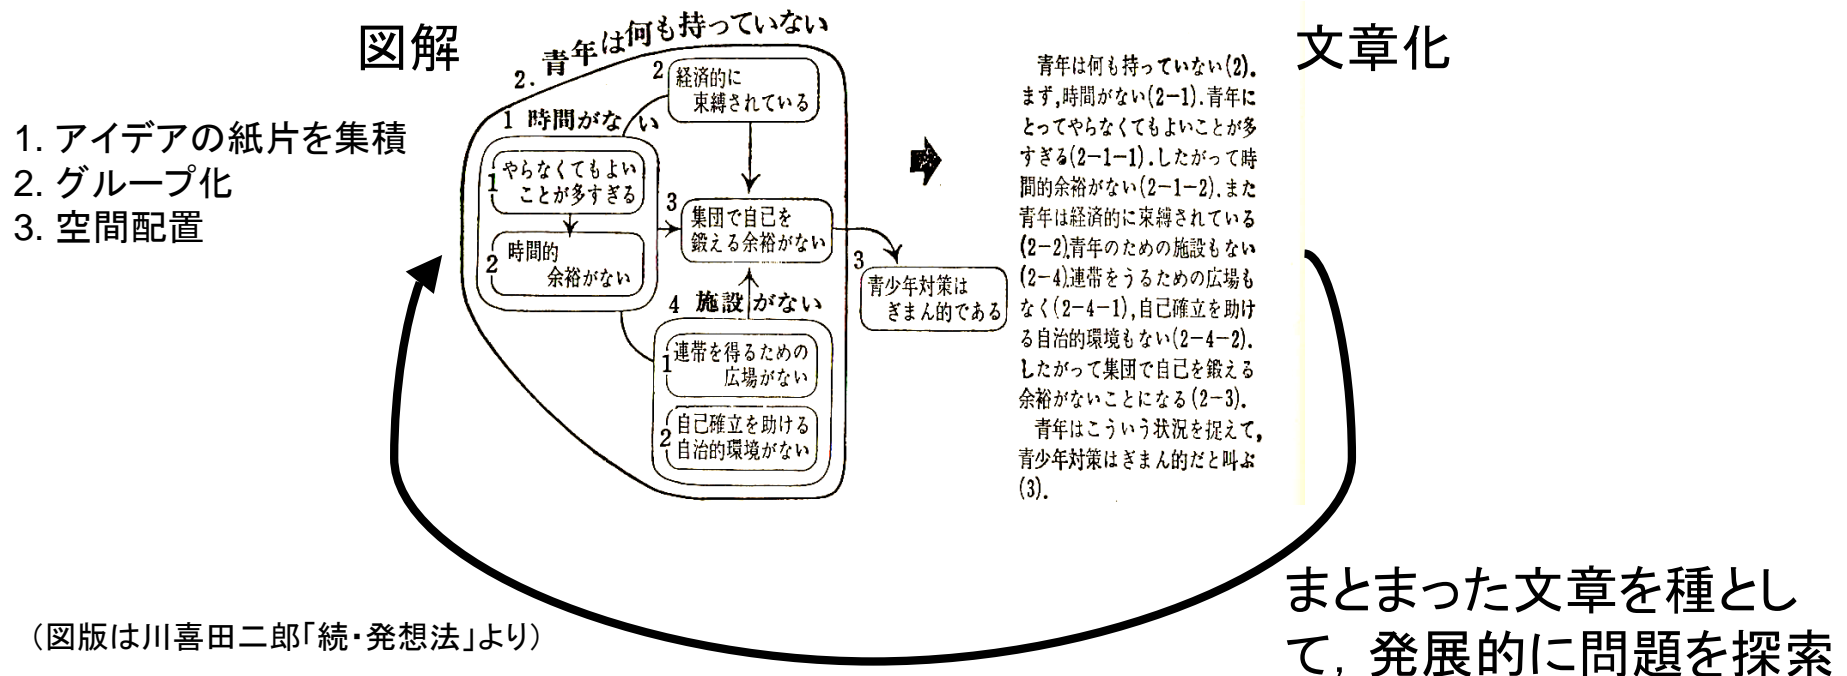 図解
1. アイデアの紙片を集積
2. グループ化
3. 空間配置
2. 青年は何も持っていない
1 時間がない
1 やらなくてもよい
ことが多すぎる
2 時間的
余裕がない
2 経済的に
束縛されている
3 集団で自己を
鍛える余裕がない
4 施設がない
1 連帯を得るための
広場がない
2 自己確立を助ける
自治的環境がない
3 青少年対策は
ぎまん的である
文章化
青年は何も持っていない(2).
まず,時間がない(2-1).青年に
とってやらなくてもよいことが多
すぎる(2-1-1).したがって時
間的余裕がない(2-1-2).また
青年は経済的に束縛されている
(2-2)青年のための施設もない
(2-4)連帯をうるための広場も
なく(2-4-1),自己確立を助け
る自治的環境もない(2-4-2).
したがって集団で自己を鍛える
余裕がないことになる(2-3).
青年はこういう状況を捉えて,
青少年対策はぎまん的だと叫ぶ
(3).
まとまった文章を種とし
て，発展的に問題を探索
（図版は川喜田二郎「続・発想法」より）